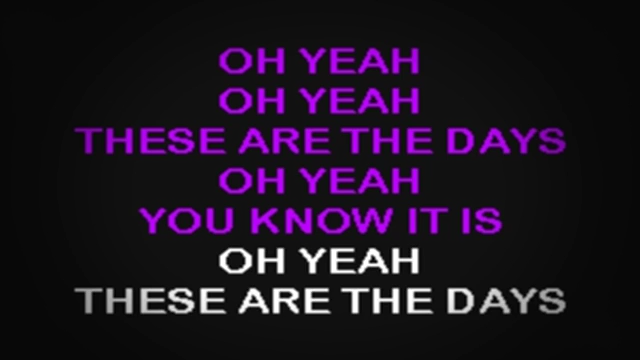 OH YEAH
OH YEAH
THESE ARE THE DAYS
OH YEAH
YOU KNOW IT IS
OH YEAH
THESE ARE THE DAYS